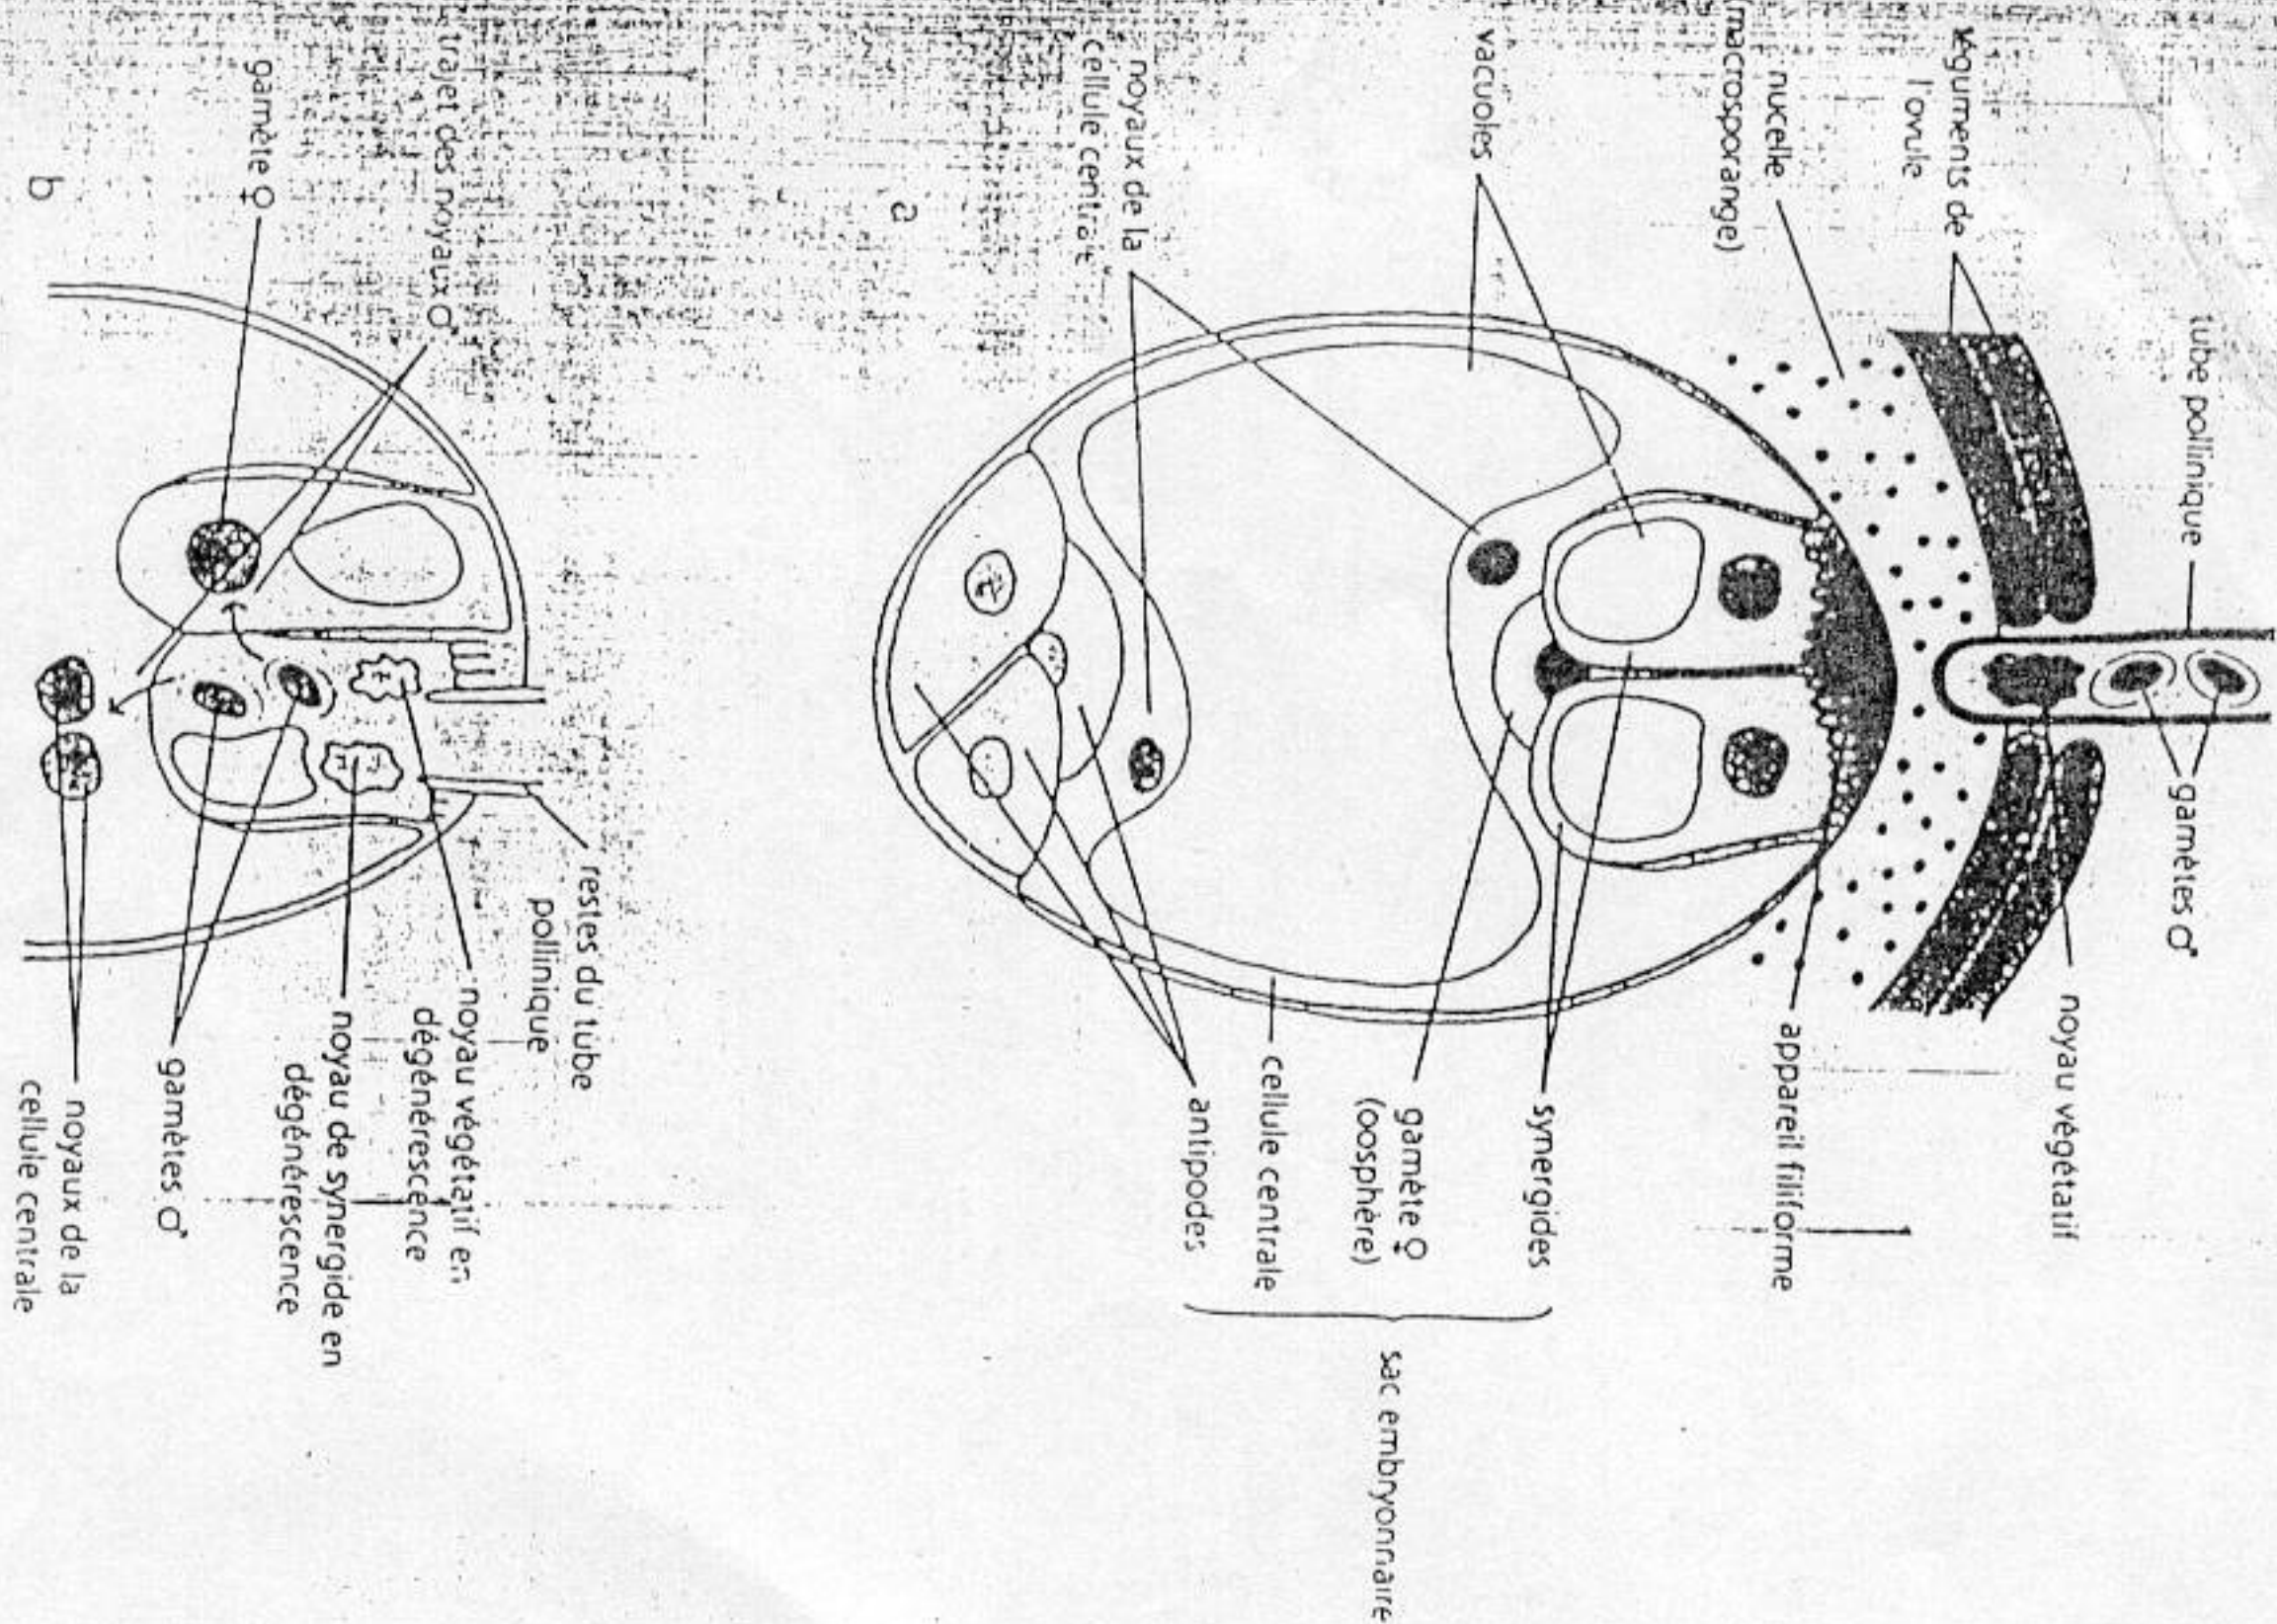 tube pollinique
téguments de
l'ovule
nucelle
(macrosporange)
vacuoles
noyaux de la
cellule centrale
a
gamètes ♂
noyau végétatif
appareil filiforme
synergides
gamète ♀
(oosphère)
cellule centrale
antipodes
sac embryonnaire
trajet des noyaux ♂
gamète ♀
b
restes du tube
pollinique
noyau végétatif en
dégénérescence
noyau de synergide en
dégénérescence
gamètes ♂
noyaux de la
cellule centrale